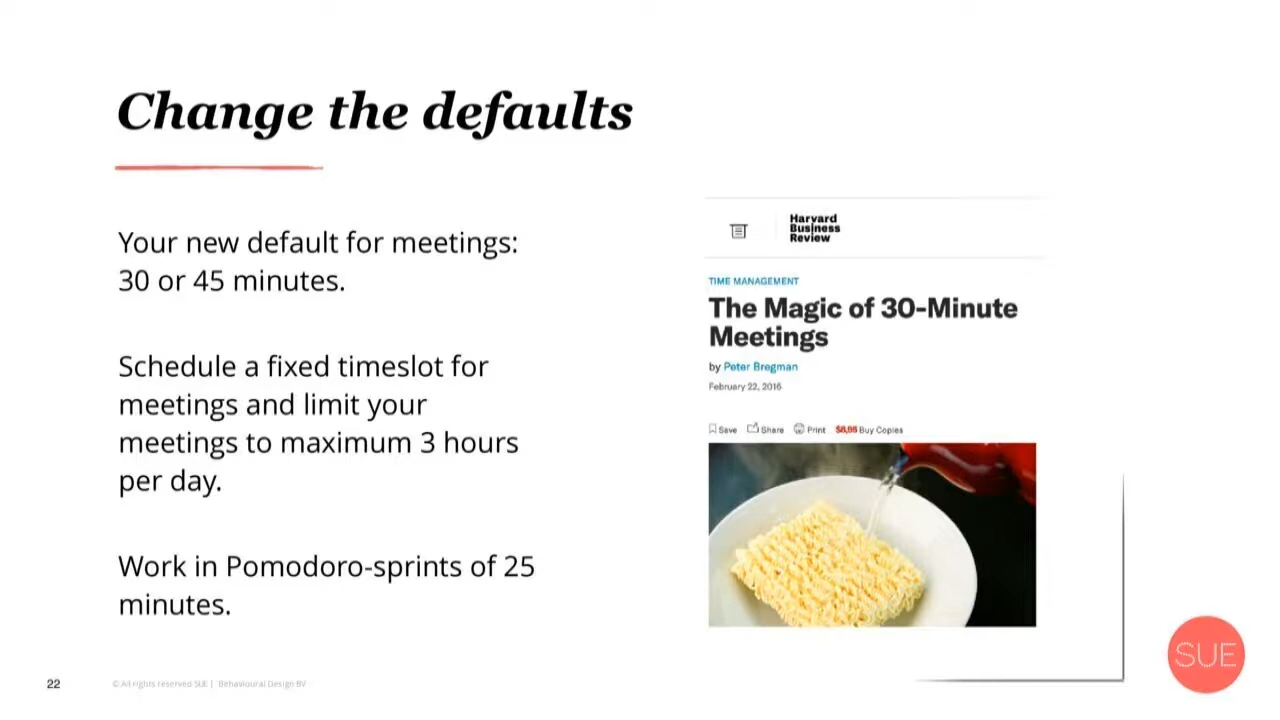 Change the defaults
Your new default for meetings:
30 or 45 minutes.
Schedule a fixed timeslot for
meetings and limit your
meetings to maximum 3 hours
per day.
Work in Pomodoro-sprints of 25
minutes.
Harvard
Business
Review
TIME MANAGEMENT
The Magic of 30-Minute
Meetings
by Peter Bregman
February 22, 2016
Save Share Print $8,95 Buy Copies
SUE
22 © All rights reserved SUE | Behavioural Design BV